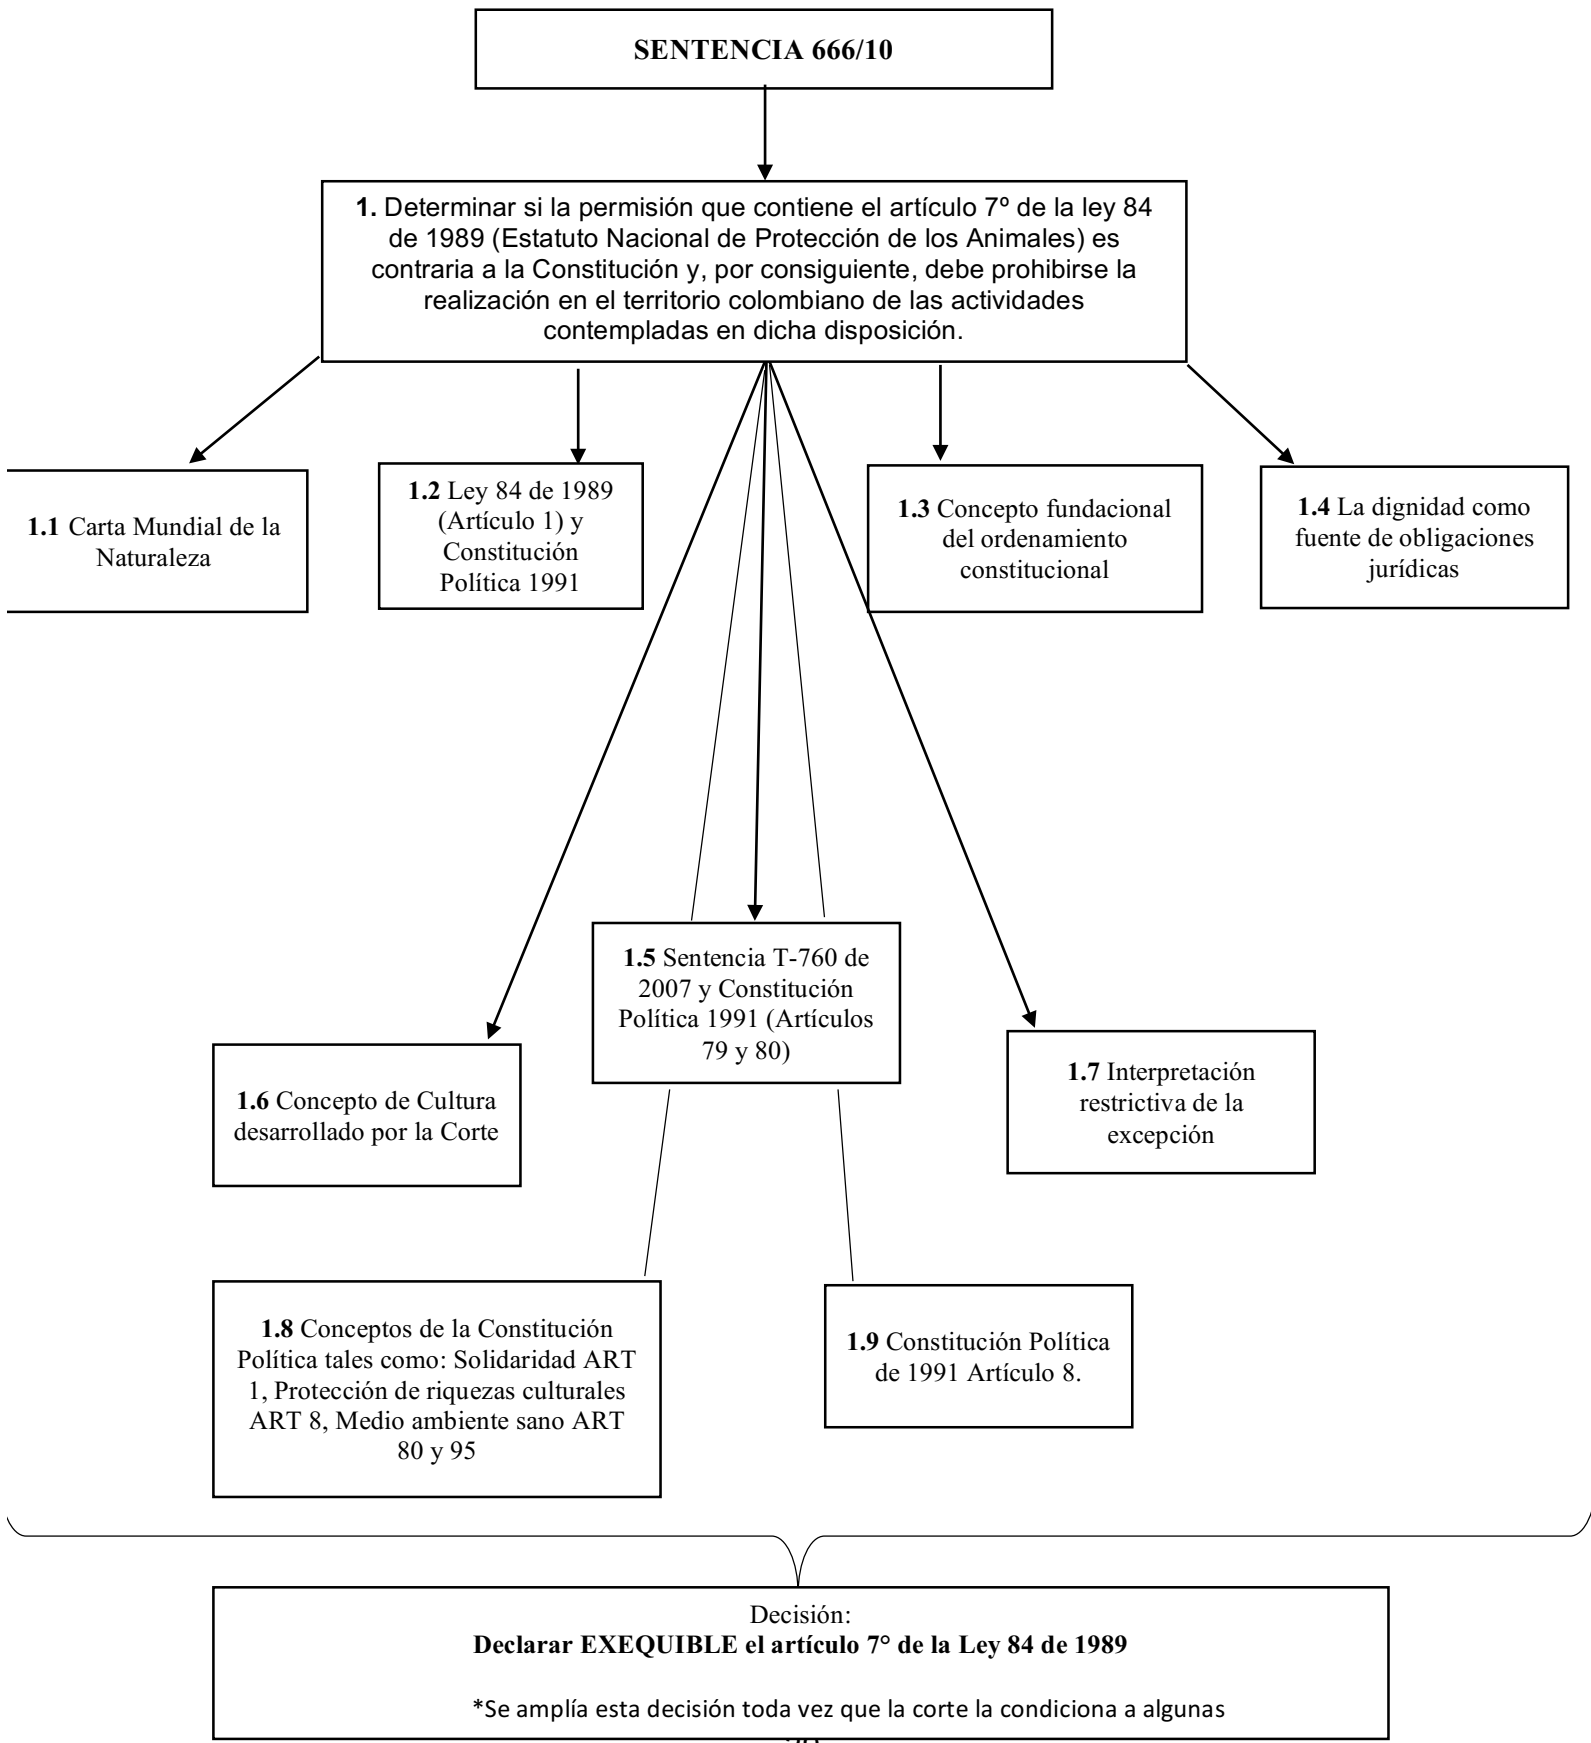 SENTENCIA 666/10
1. Determinar si la permisión que contiene el artículo 7º de la ley 84
de 1989 (Estatuto Nacional de Protección de los Animales) es
contraria a la Constitución y, por consiguiente, debe prohibirse la
realización en el territorio colombiano de las actividades
contempladas en dicha disposición.
1.1 Carta Mundial de la
Naturaleza
1.2 Ley 84 de 1989
(Artículo 1) y
Constitución
Política 1991
1.3 Concepto fundacional
del ordenamiento
constitucional
1.4 La dignidad como
fuente de obligaciones
jurídicas
1.5 Sentencia T-760 de
2007 y Constitución
Política 1991 (Artículos
79 y 80)
1.6 Concepto de Cultura
desarrollado por la Corte
1.7 Interpretación
restrictiva de la
excepción
1.8 Conceptos de la Constitución
Política tales como: Solidaridad ART
1, Protección de riquezas culturales
ART 8, Medio ambiente sano ART
80 y 95
1.9 Constitución Política
de 1991 Artículo 8.
Decisión:
Declarar EXEQUIBLE el artículo 7° de la Ley 84 de 1989
*Se amplía esta decisión toda vez que la corte la condiciona a algunas